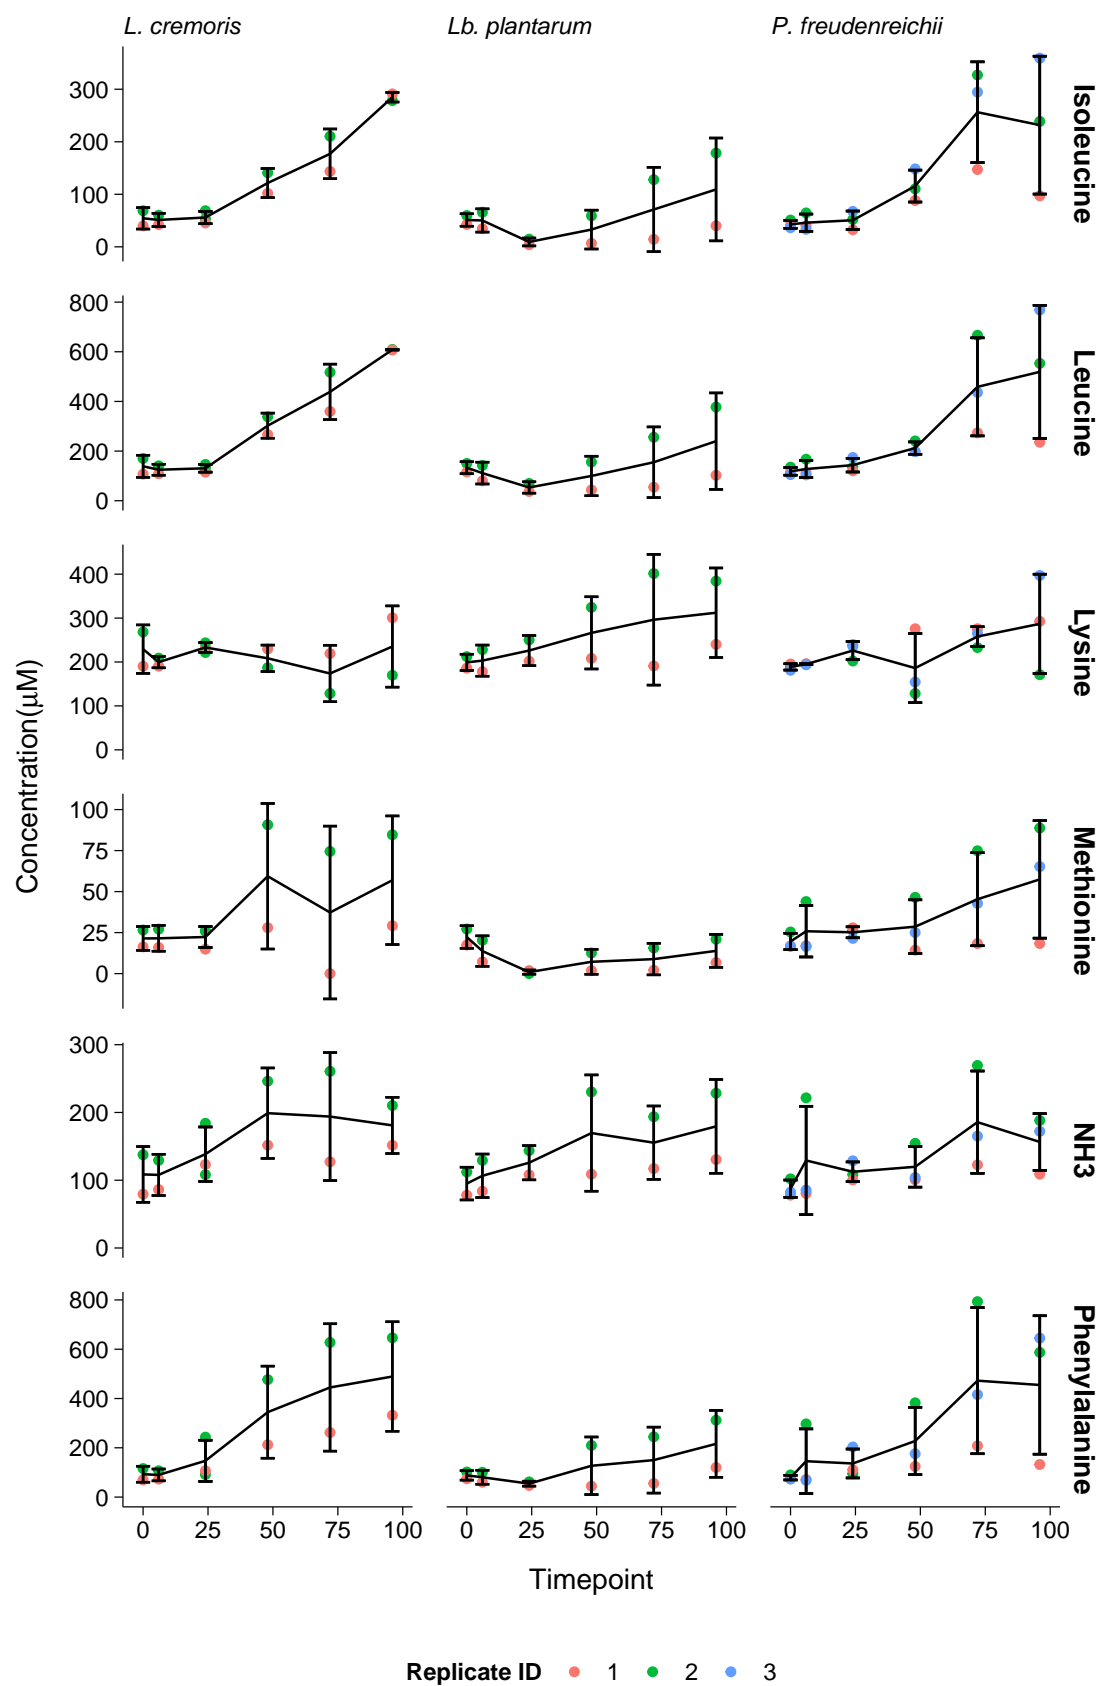 L. cremoris
Lb. plantarum
P. freudenreichii
Concentration(μM)
300
200
100
0
Isoleucine
800
600
400
200
0
Leucine
400
300
200
100
0
Lysine
100
75
50
25
0
Methionine
300
200
100
0
NH3
800
600
400
200
0
Phenylalanine
0 25 50 75 100
0 25 50 75 100
0 25 50 75 100
Timepoint
Replicate ID 1 2 3